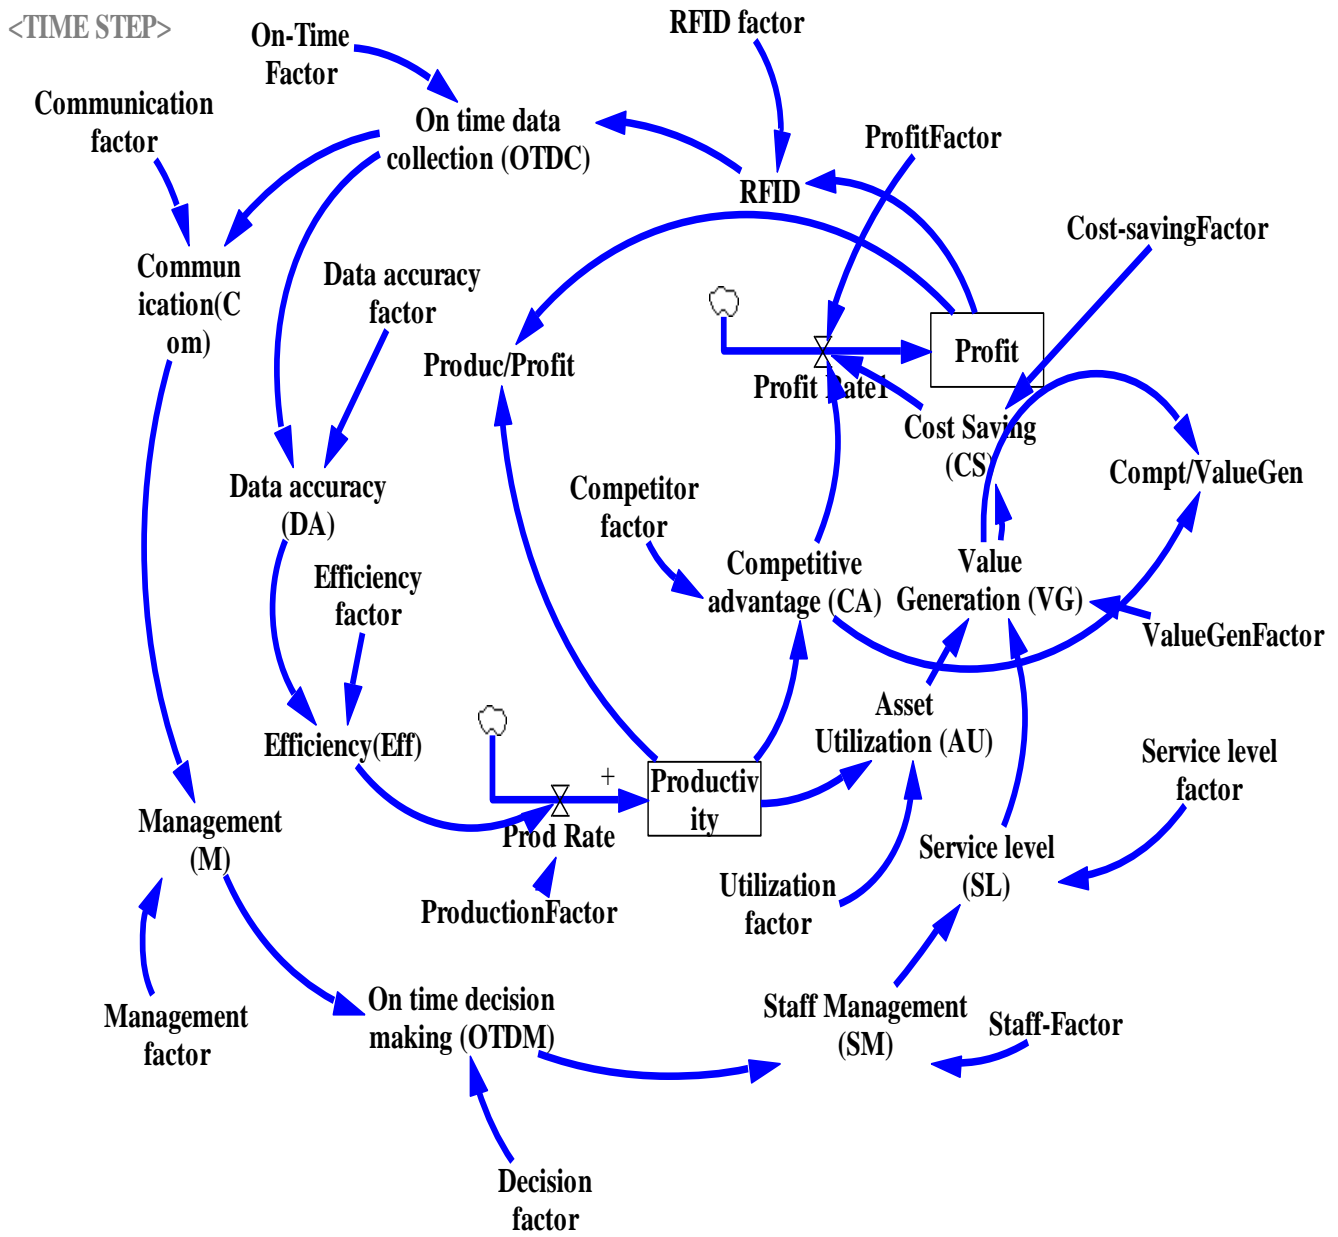 <TIME STEP>
On-Time
Factor
RFID factor
Communication
factor
On time data
collection (OTDC)
ProfitFactor
RFID
Cost-savingFactor
Commun
ication(C
om)
Data accuracy
factor
Produc/Profit
Profit
Profit Rate1
Cost Saving
(CS)
Compt/ValueGen
Data accuracy
(DA)
Competitor
factor
Efficiency
factor
Competitive
advantage (CA)
Value
Generation (VG)
ValueGenFactor
Asset
Utilization (AU)
Efficiency(Eff)
+
Productiv
ity
Service level
factor
Prod Rate
Management
(M)
Service level
(SL)
Utilization
factor
ProductionFactor
Management
factor
On time decision
making (OTDM)
Staff Management
(SM)
Staff-Factor
Decision
factor